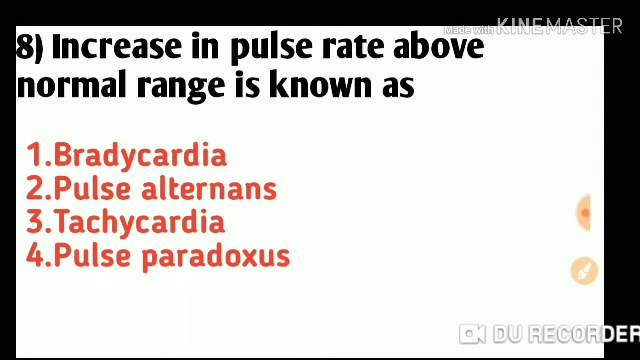 Made with KINEMASTER
8) Increase in pulse rate above
normal range is known as
1.Bradycardia
2.Pulse alternans
3.Tachycardia
4.Pulse paradoxus
DU RECORDER